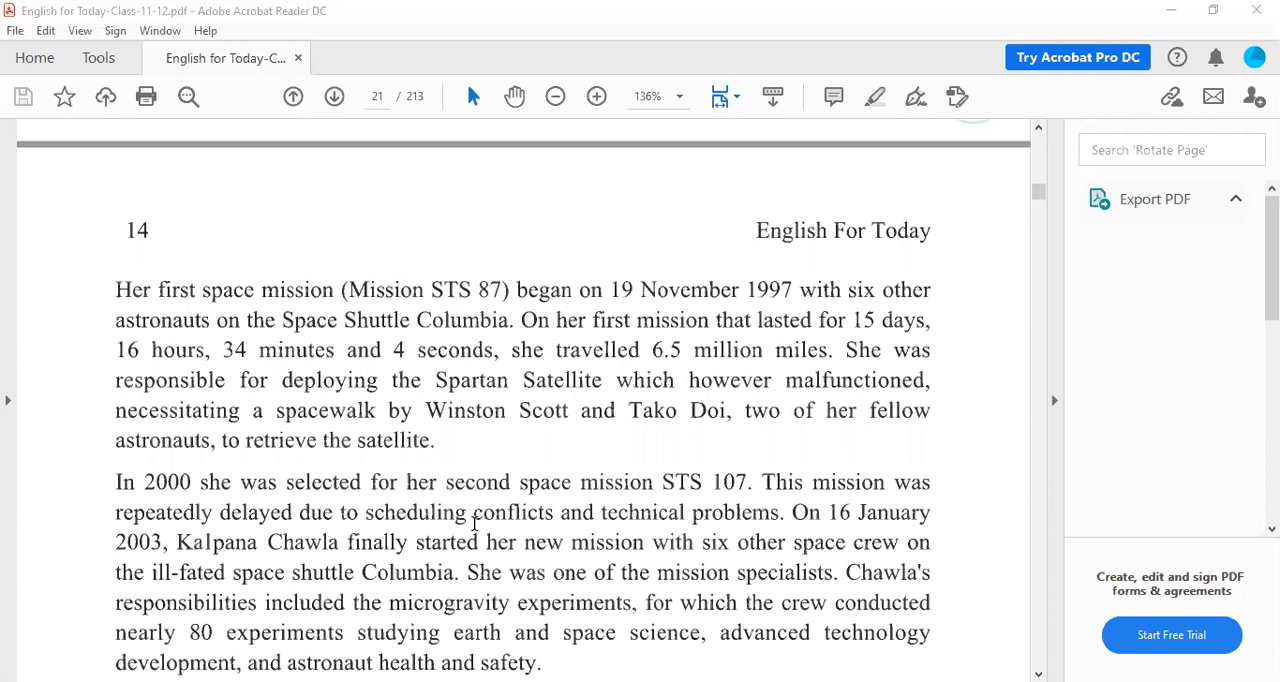 English for Today-Class-11-12.pdf - Adobe Acrobat Reader DC
File Edit View Sign Window Help
Home Tools English for Today-C... × Try Acrobat Pro DC
21 / 213 136%
Search 'Rotate Page'
Export PDF
14 English For Today
Her first space mission (Mission STS 87) began on 19 November 1997 with six other
astronauts on the Space Shuttle Columbia. On her first mission that lasted for 15 days,
16 hours, 34 minutes and 4 seconds, she travelled 6.5 million miles. She was
responsible for deploying the Spartan Satellite which however malfunctioned,
necessitating a spacewalk by Winston Scott and Tako Doi, two of her fellow
astronauts, to retrieve the satellite.
In 2000 she was selected for her second space mission STS 107. This mission was
repeatedly delayed due to scheduling conflicts and technical problems. On 16 January
2003, Kalpana Chawla finally started her new mission with six other space crew on
the ill-fated space shuttle Columbia. She was one of the mission specialists. Chawla's
responsibilities included the microgravity experiments, for which the crew conducted
nearly 80 experiments studying earth and space science, advanced technology
development, and astronaut health and safety.
Create, edit and sign PDF
forms & agreements
Start Free Trial